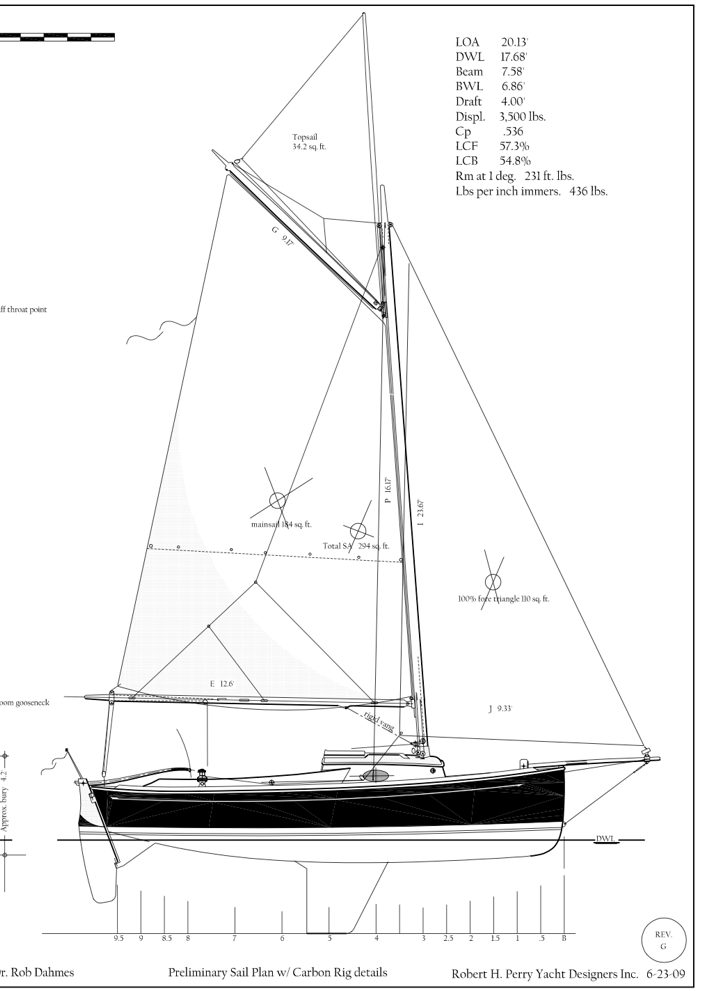 LOA 20.13'
DWL 17.68'
Beam 7.58'
BWL 6.86'
Draft 4.00'
Displ. 3,500 lbs.
Cp .536
LCF 57.3%
LCB 54.8%
Rm at 1 deg. 231 ft. lbs.
Lbs per inch immers. 436 lbs.
Topsail
34.2 sq. ft.
G 9.17'
ff throat point
P 16.17'
I 23.67'
mainsail 184 sq. ft.
Total SA 294 sq. ft.
100% fore triangle 110 sq. ft.
E 12.6'
oom gooseneck
J 9.33'
rigid vang
Approx. bury 4.2'
DWL
9.5 9 8.5 8 7 6 5 4 3 2.5 2 1.5 1 .5 B
REV.
G
r. Rob Dahmes
Preliminary Sail Plan w/ Carbon Rig details
Robert H. Perry Yacht Designers Inc. 6-23-09